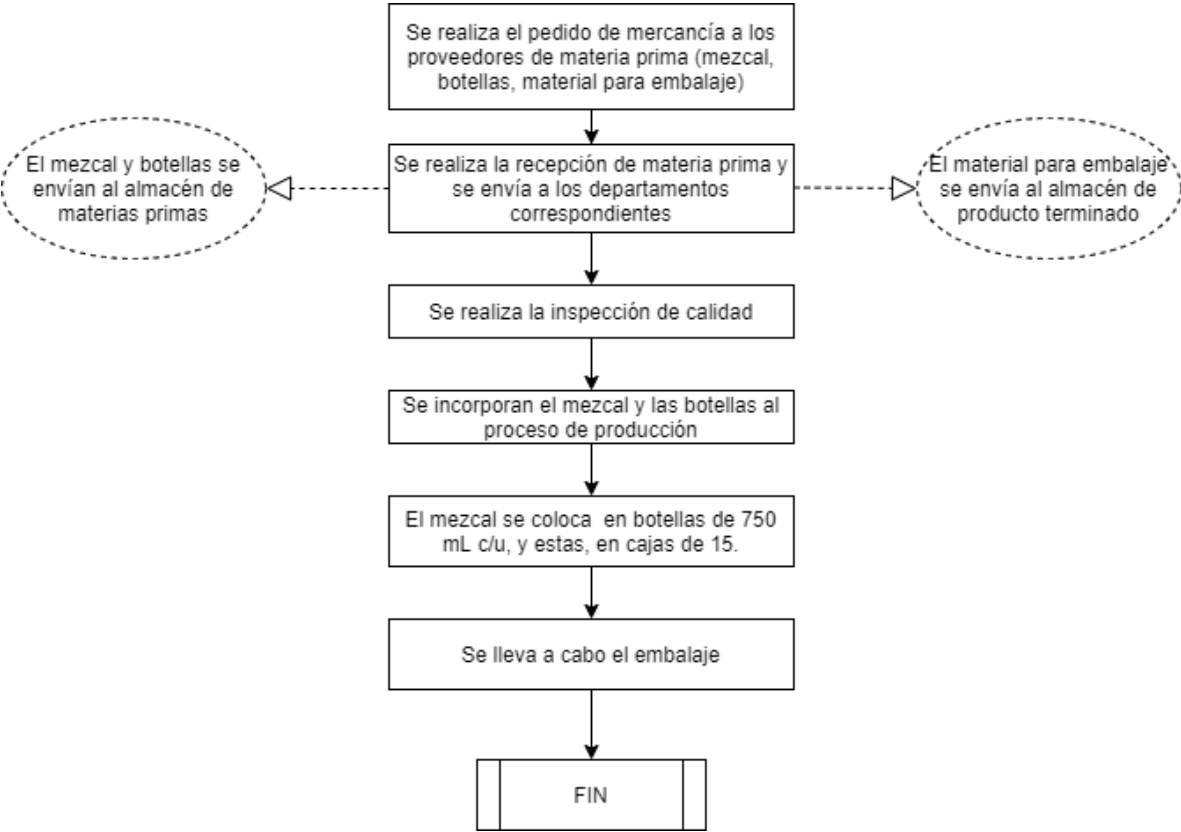 Se realiza el pedido de mercancía a los
proveedores de materia prima (mezcal,
botellas, material para embalaje)
El mezcal y botellas se
envían al almacén de
materias primas
Se realiza la recepción de materia prima y
se envía a los departamentos
correspondientes
El material para embalaje
se envía al almacén de
producto terminado
Se realiza la inspección de calidad
Se incorporan el mezcal y las botellas al
proceso de producción
El mezcal se coloca  en botellas de 750
mL c/u, y estas, en cajas de 15.
Se lleva a cabo el embalaje
FIN